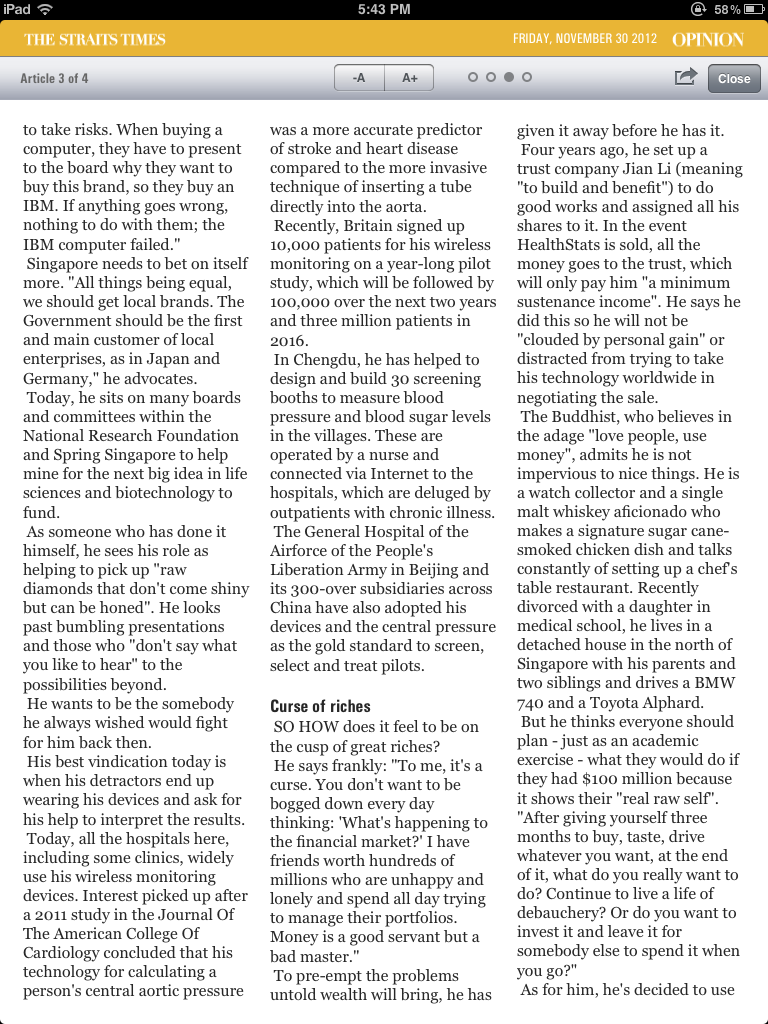 iPad
5:43 PM
58%
THE STRAITS TIMES
FRIDAY, NOVEMBER 30 2012
OPINION
Article 3 of 4
-A
A+
Close
to take risks. When buying a
computer, they have to present
to the board why they want to
buy this brand, so they buy an
IBM. If anything goes wrong,
nothing to do with them; the
IBM computer failed."
Singapore needs to bet on itself
more. "All things being equal,
we should get local brands. The
Government should be the first
and main customer of local
enterprises, as in Japan and
Germany," he advocates.
Today, he sits on many boards
and committees within the
National Research Foundation
and Spring Singapore to help
mine for the next big idea in life
sciences and biotechnology to
fund.
As someone who has done it
himself, he sees his role as
helping to pick up "raw
diamonds that don't come shiny
but can be honed". He looks
past bumbling presentations
and those who "don't say what
you like to hear" to the
possibilities beyond.
He wants to be the somebody
he always wished would fight
for him back then.
His best vindication today is
when his detractors end up
wearing his devices and ask for
his help to interpret the results.
Today, all the hospitals here,
including some clinics, widely
use his wireless monitoring
devices. Interest picked up after
a 2011 study in the Journal Of
The American College Of
Cardiology concluded that his
technology for calculating a
person's central aortic pressure
was a more accurate predictor
of stroke and heart disease
compared to the more invasive
technique of inserting a tube
directly into the aorta.
Recently, Britain signed up
10,000 patients for his wireless
monitoring on a year-long pilot
study, which will be followed by
100,000 over the next two years
and three million patients in
2016.
In Chengdu, he has helped to
design and build 30 screening
booths to measure blood
pressure and blood sugar levels
in the villages. These are
operated by a nurse and
connected via Internet to the
hospitals, which are deluged by
outpatients with chronic illness.
The General Hospital of the
Airforce of the People's
Liberation Army in Beijing and
its 300-over subsidiaries across
China have also adopted his
devices and the central pressure
as the gold standard to screen,
select and treat pilots.
Curse of riches
SO HOW does it feel to be on
the cusp of great riches?
He says frankly: "To me, it's a
curse. You don't want to be
bogged down every day
thinking: 'What's happening to
the financial market?' I have
friends worth hundreds of
millions who are unhappy and
lonely and spend all day trying
to manage their portfolios.
Money is a good servant but a
bad master."
To pre-empt the problems
untold wealth will bring, he has
given it away before he has it.
Four years ago, he set up a
trust company Jian Li (meaning
"to build and benefit") to do
good works and assigned all his
shares to it. In the event
HealthStats is sold, all the
money goes to the trust, which
will only pay him "a minimum
sustenance income". He says he
did this so he will not be
"clouded by personal gain" or
distracted from trying to take
his technology worldwide in
negotiating the sale.
The Buddhist, who believes in
the adage "love people, use
money", admits he is not
impervious to nice things. He is
a watch collector and a single
malt whiskey aficionado who
makes a signature sugar cane-
smoked chicken dish and talks
constantly of setting up a chef's
table restaurant. Recently
divorced with a daughter in
medical school, he lives in a
detached house in the north of
Singapore with his parents and
two siblings and drives a BMW
740 and a Toyota Alphard.
But he thinks everyone should
plan - just as an academic
exercise - what they would do if
they had $100 million because
it shows their "real raw self".
"After giving yourself three
months to buy, taste, drive
whatever you want, at the end
of it, what do you really want to
do? Continue to live a life of
debauchery? Or do you want to
invest it and leave it for
somebody else to spend it when
you go?"
As for him, he's decided to use